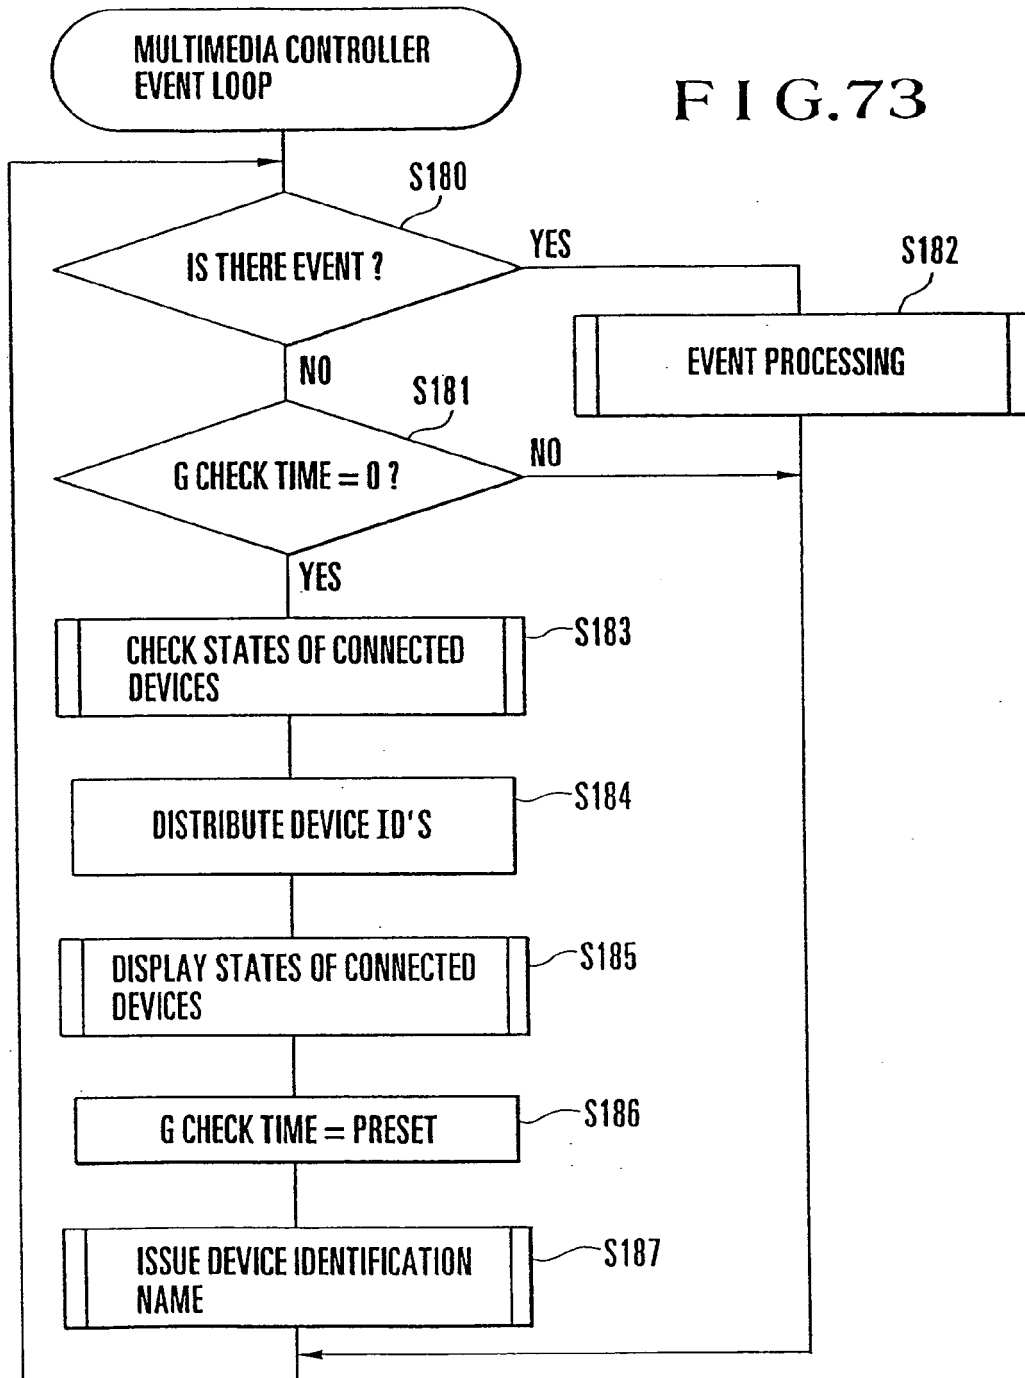 MULTIMEDIA CONTROLLER
EVENT LOOP
FIG.73
S180
IS THERE EVENT ?
YES
S182
EVENT PROCESSING
NO
S181
G CHECK TIME = 0 ?
NO
YES
S183
CHECK STATES OF CONNECTED
DEVICES
S184
DISTRIBUTE DEVICE ID'S
S185
DISPLAY STATES OF CONNECTED
DEVICES
S186
G CHECK TIME = PRESET
S187
ISSUE DEVICE IDENTIFICATION
NAME